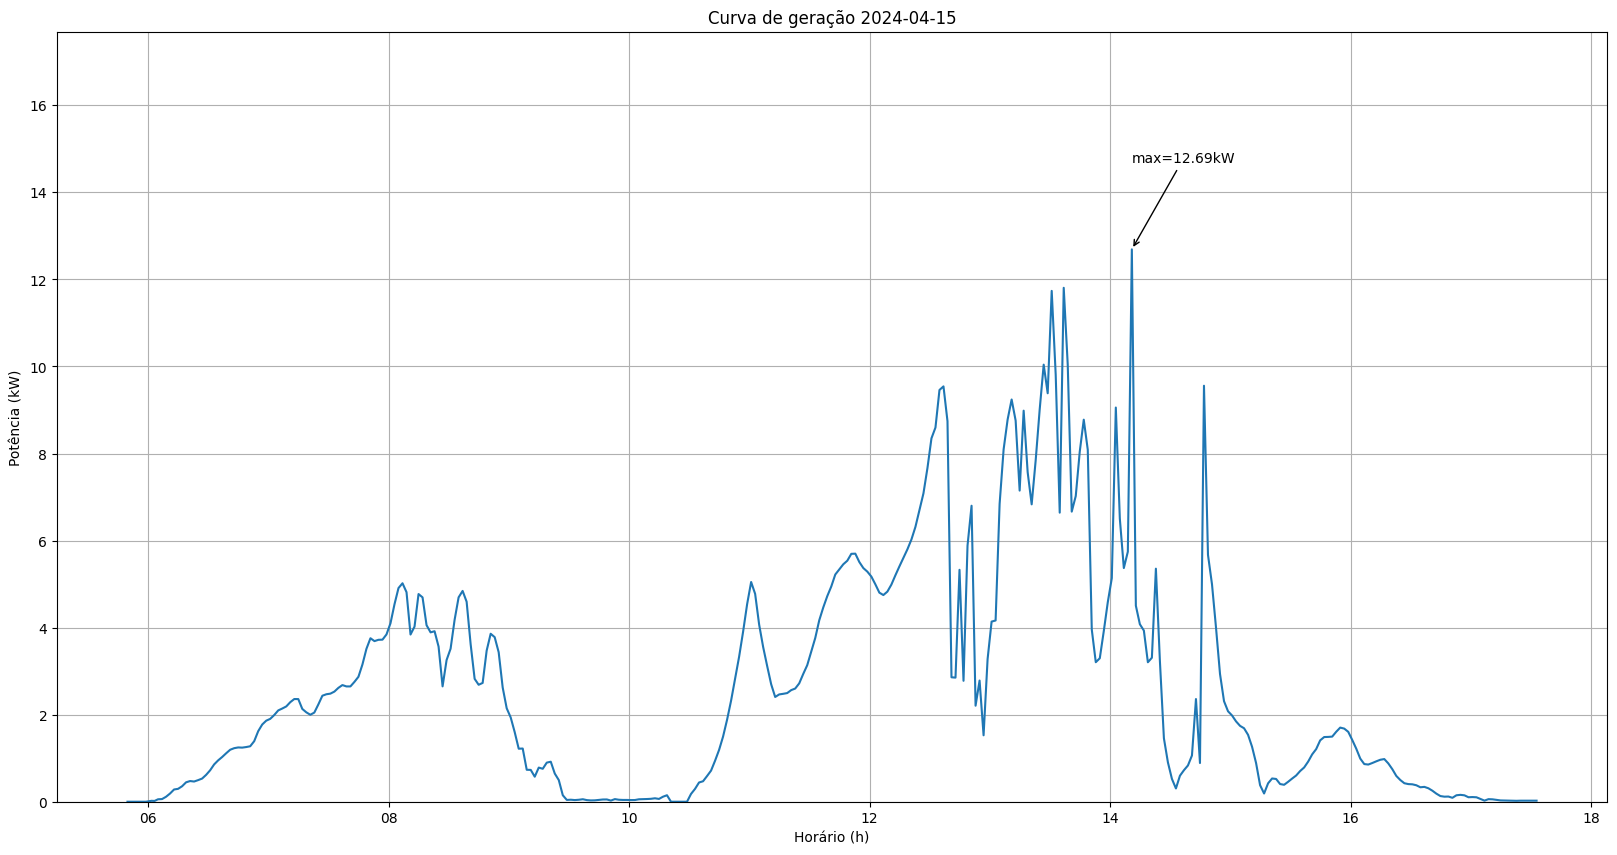 Curva de geração 2024-04-15
16
14
12
10
8
6
4
2
0
Potência (kW)
max=12.69kW
06 08 10 12 14 16 18
Horário (h)